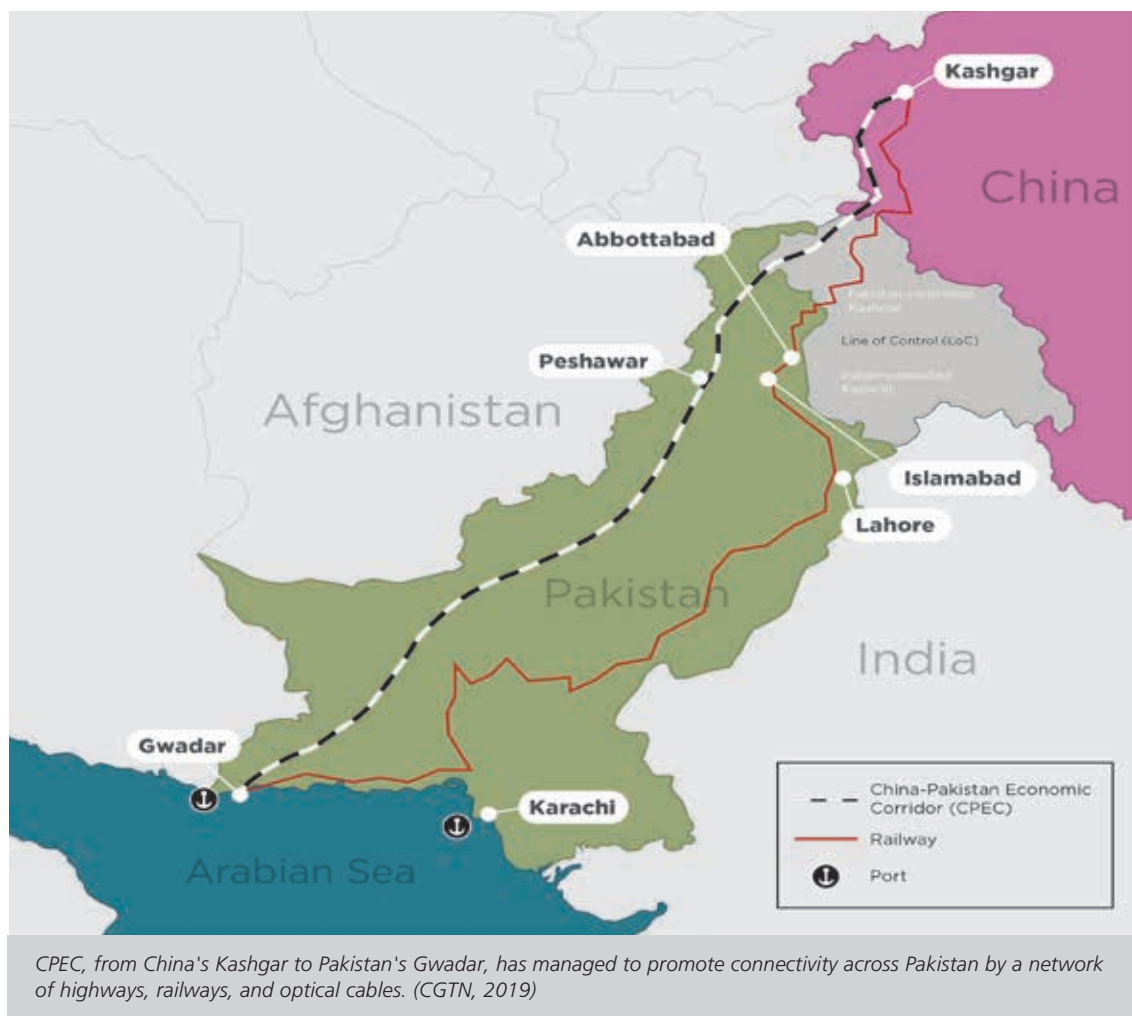 Kashgar
China
Abbottabad
Line of Control (LoC)
Peshawar
Afghanistan
Islamabad
Lahore
Pakistan
India
Gwadar
Karachi
Arabian Sea
China-Pakistan Economic
Corridor (CPEC)
Railway
Port
CPEC, from China's Kashgar to Pakistan's Gwadar, has managed to promote connectivity across Pakistan by a network
of highways, railways, and optical cables. (CGTN, 2019)